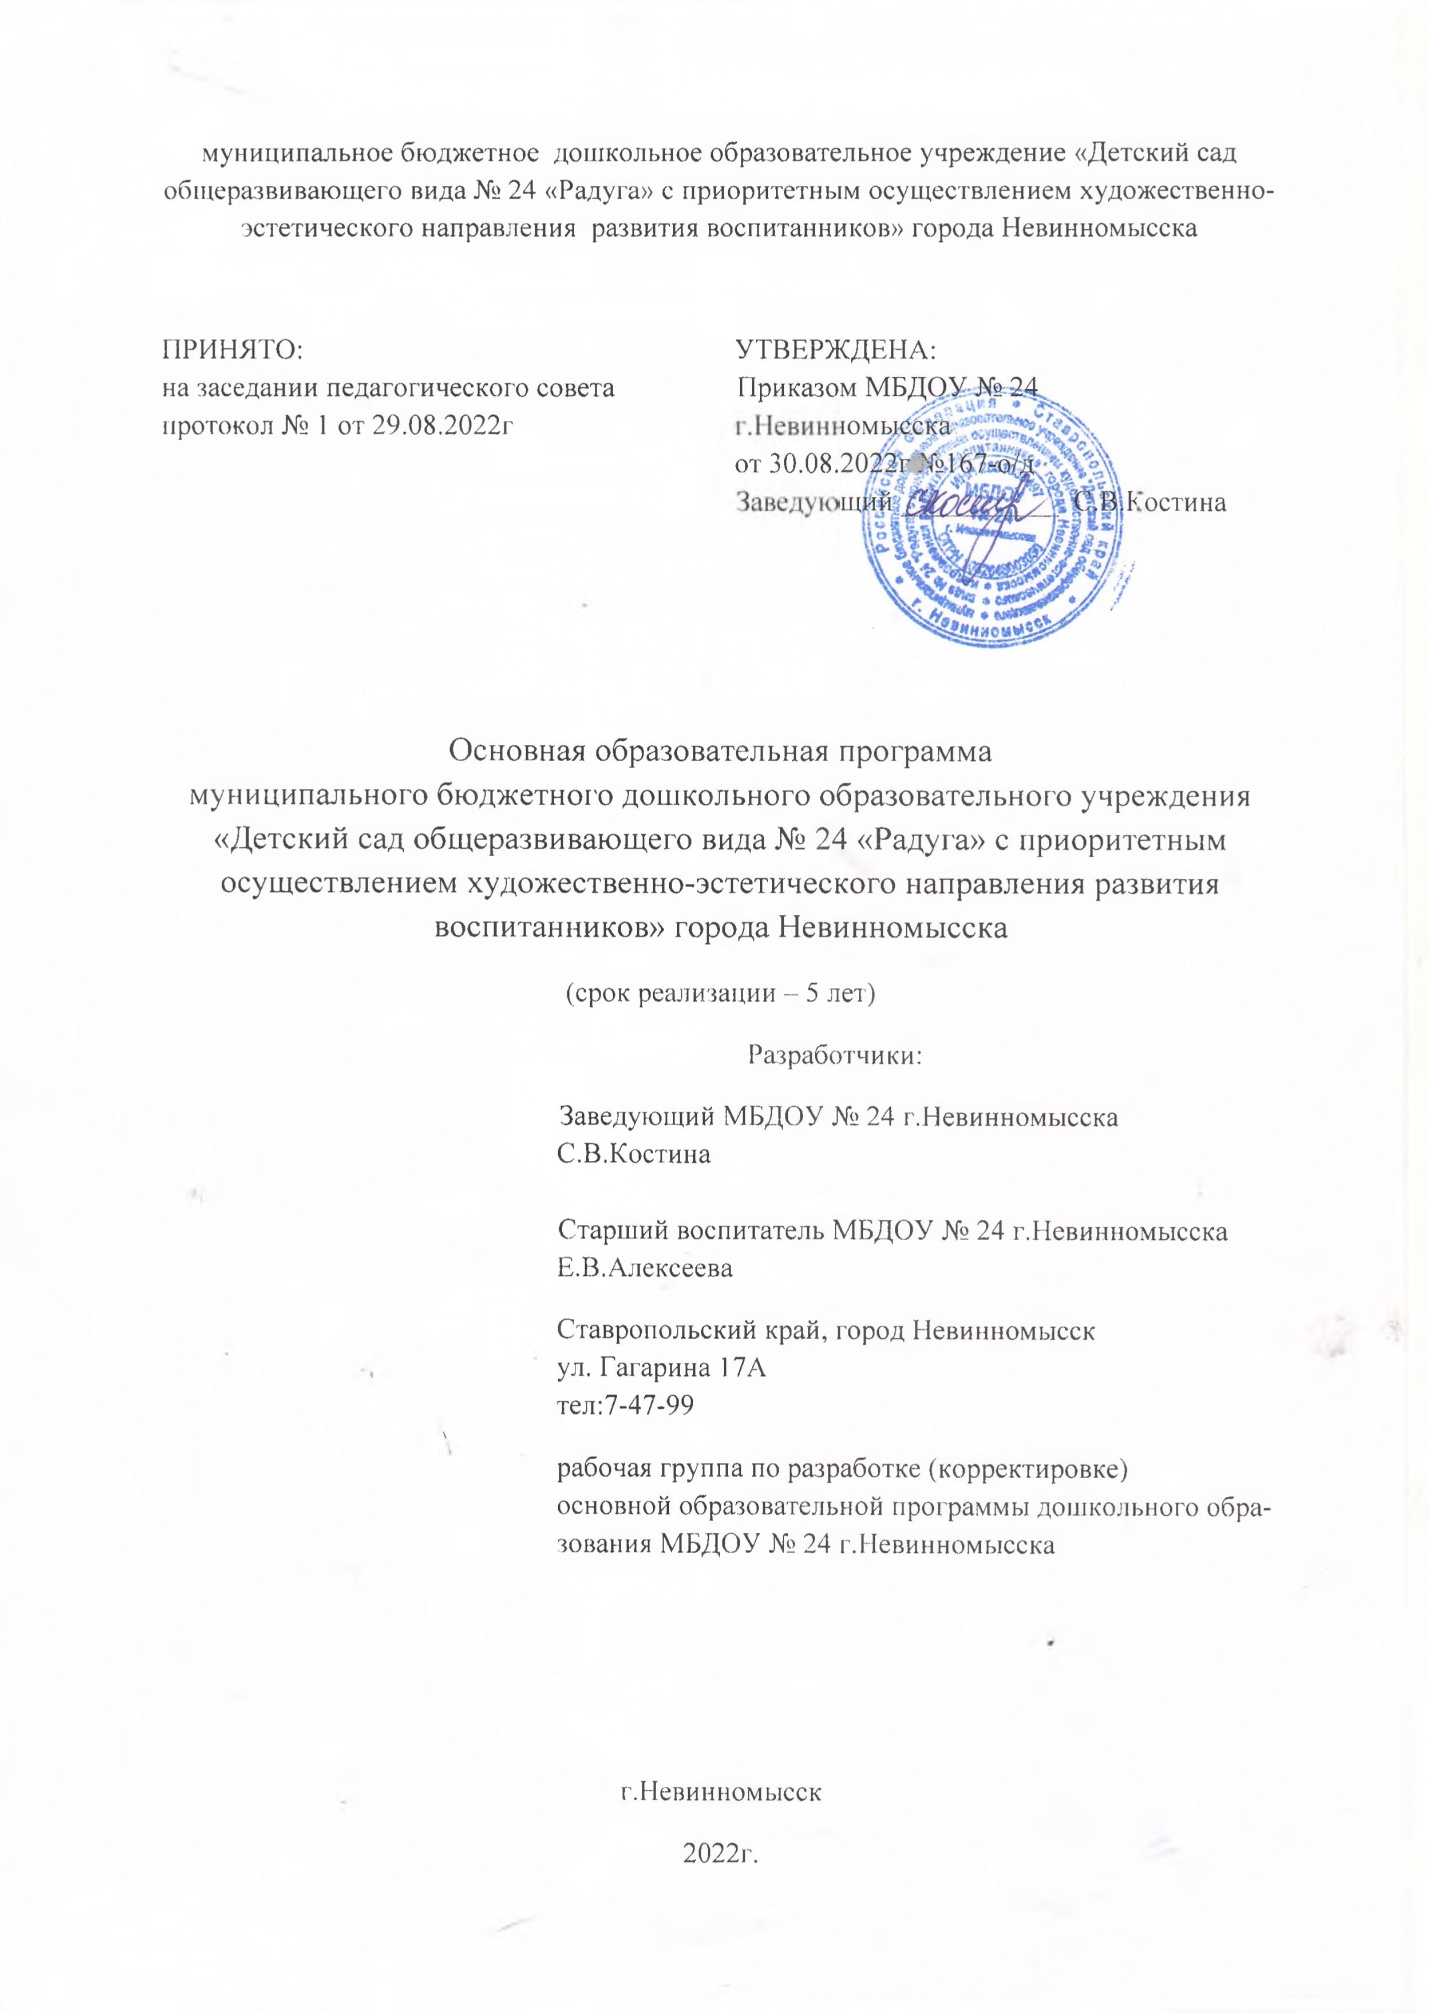 муниципальное бюджетное дошкольное образовательное учреждение «Детский сад
общеразвивающего вида № 24 «Радуга» с приоритетным осуществлением художественно-
эстетического направления развития воспитанников» города Невинномысска
ПРИНЯТО:
на заседании педагогического совета
протокол № 1 от 29.08.2022г
УТВЕРЖДЕНА:
Приказом МБДОУ № 24
г.Невинномысска
от 30.08.2022г №167-о/д
Заведующий С.В.Костина
Российская Федерация * Ставропольский край
г. Невинномысск
Основная образовательная программа
муниципального бюджетного дошкольного образовательного учреждения
«Детский сад общеразвивающего вида № 24 «Радуга» с приоритетным
осуществлением художественно-эстетического направления развития
воспитанников» города Невинномысска
(срок реализации – 5 лет)
Разработчики:
Заведующий МБДОУ № 24 г.Невинномысска
С.В.Костина
Старший воспитатель МБДОУ № 24 г.Невинномысска
Е.В.Алексеева
Ставропольский край, город Невинномысск
ул. Гагарина 17А
тел:7-47-99
рабочая группа по разработке (корректировке)
основной образовательной программы дошкольного обра-
зования МБДОУ № 24 г.Невинномысска
г.Невинномысск
2022г.